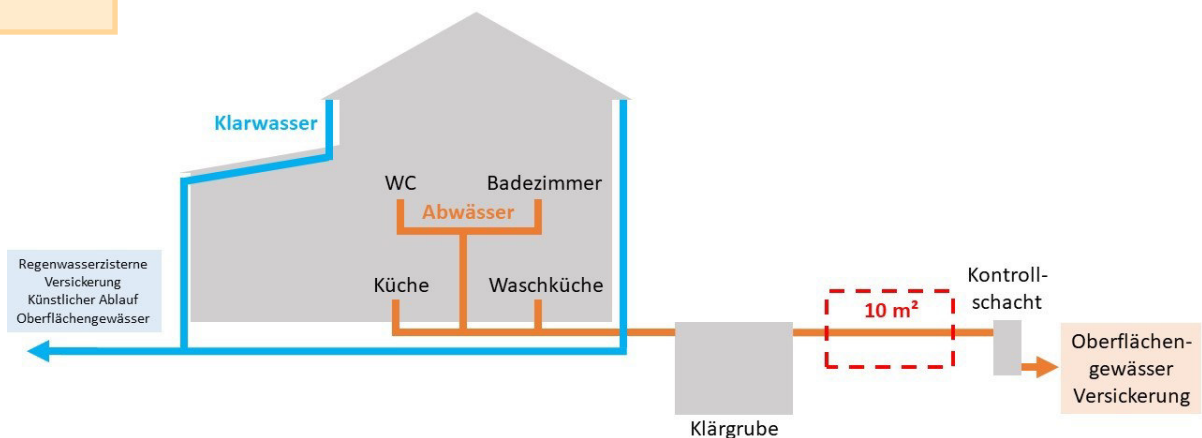 Klarwasser
WC
Badezimmer
Abwässer
Regenwasserzisterne
Versickerung
Künstlicher Ablauf
Oberflächengewässer
Küche
Waschküche
Kontroll-
schacht
10 m²
Oberflächen-
gewässer
Versickerung
Klärgrube